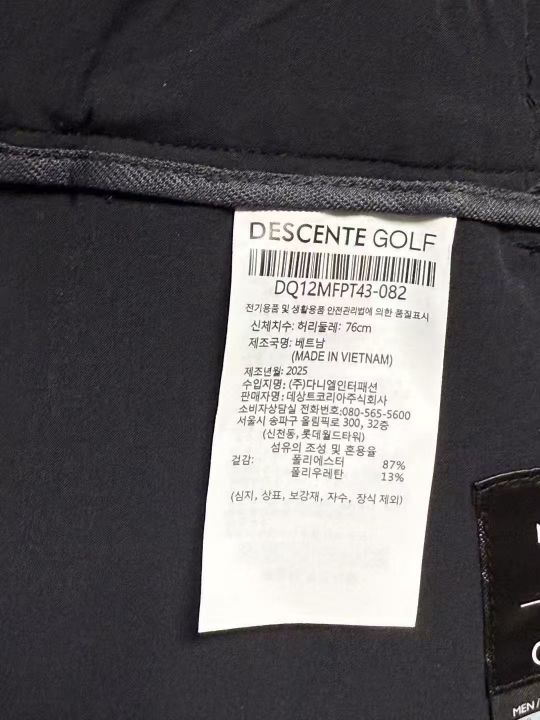 DESCENTE GOLF
DQ12MFPT43-082
전기용품 및 생활용품 안전관리법에 의한 품질표시
신체치수: 허리둘레: 76cm
제조국명: 베트남
(MADE IN VIETNAM)
제조년월: 2025
수입자명: (주)다니엘인터패션
판매자명: 데상트코리아주식회사
소비자상담실 전화번호:080-565-5600
서울시 송파구 올림픽로 300, 32층
(신천동, 롯데월드타워)
섬유의 조성 및 혼용율
겉감: 폴리에스터 87%
폴리우레탄 13%
(심지, 상표, 보강재, 자수, 장식 제외)
MEN/